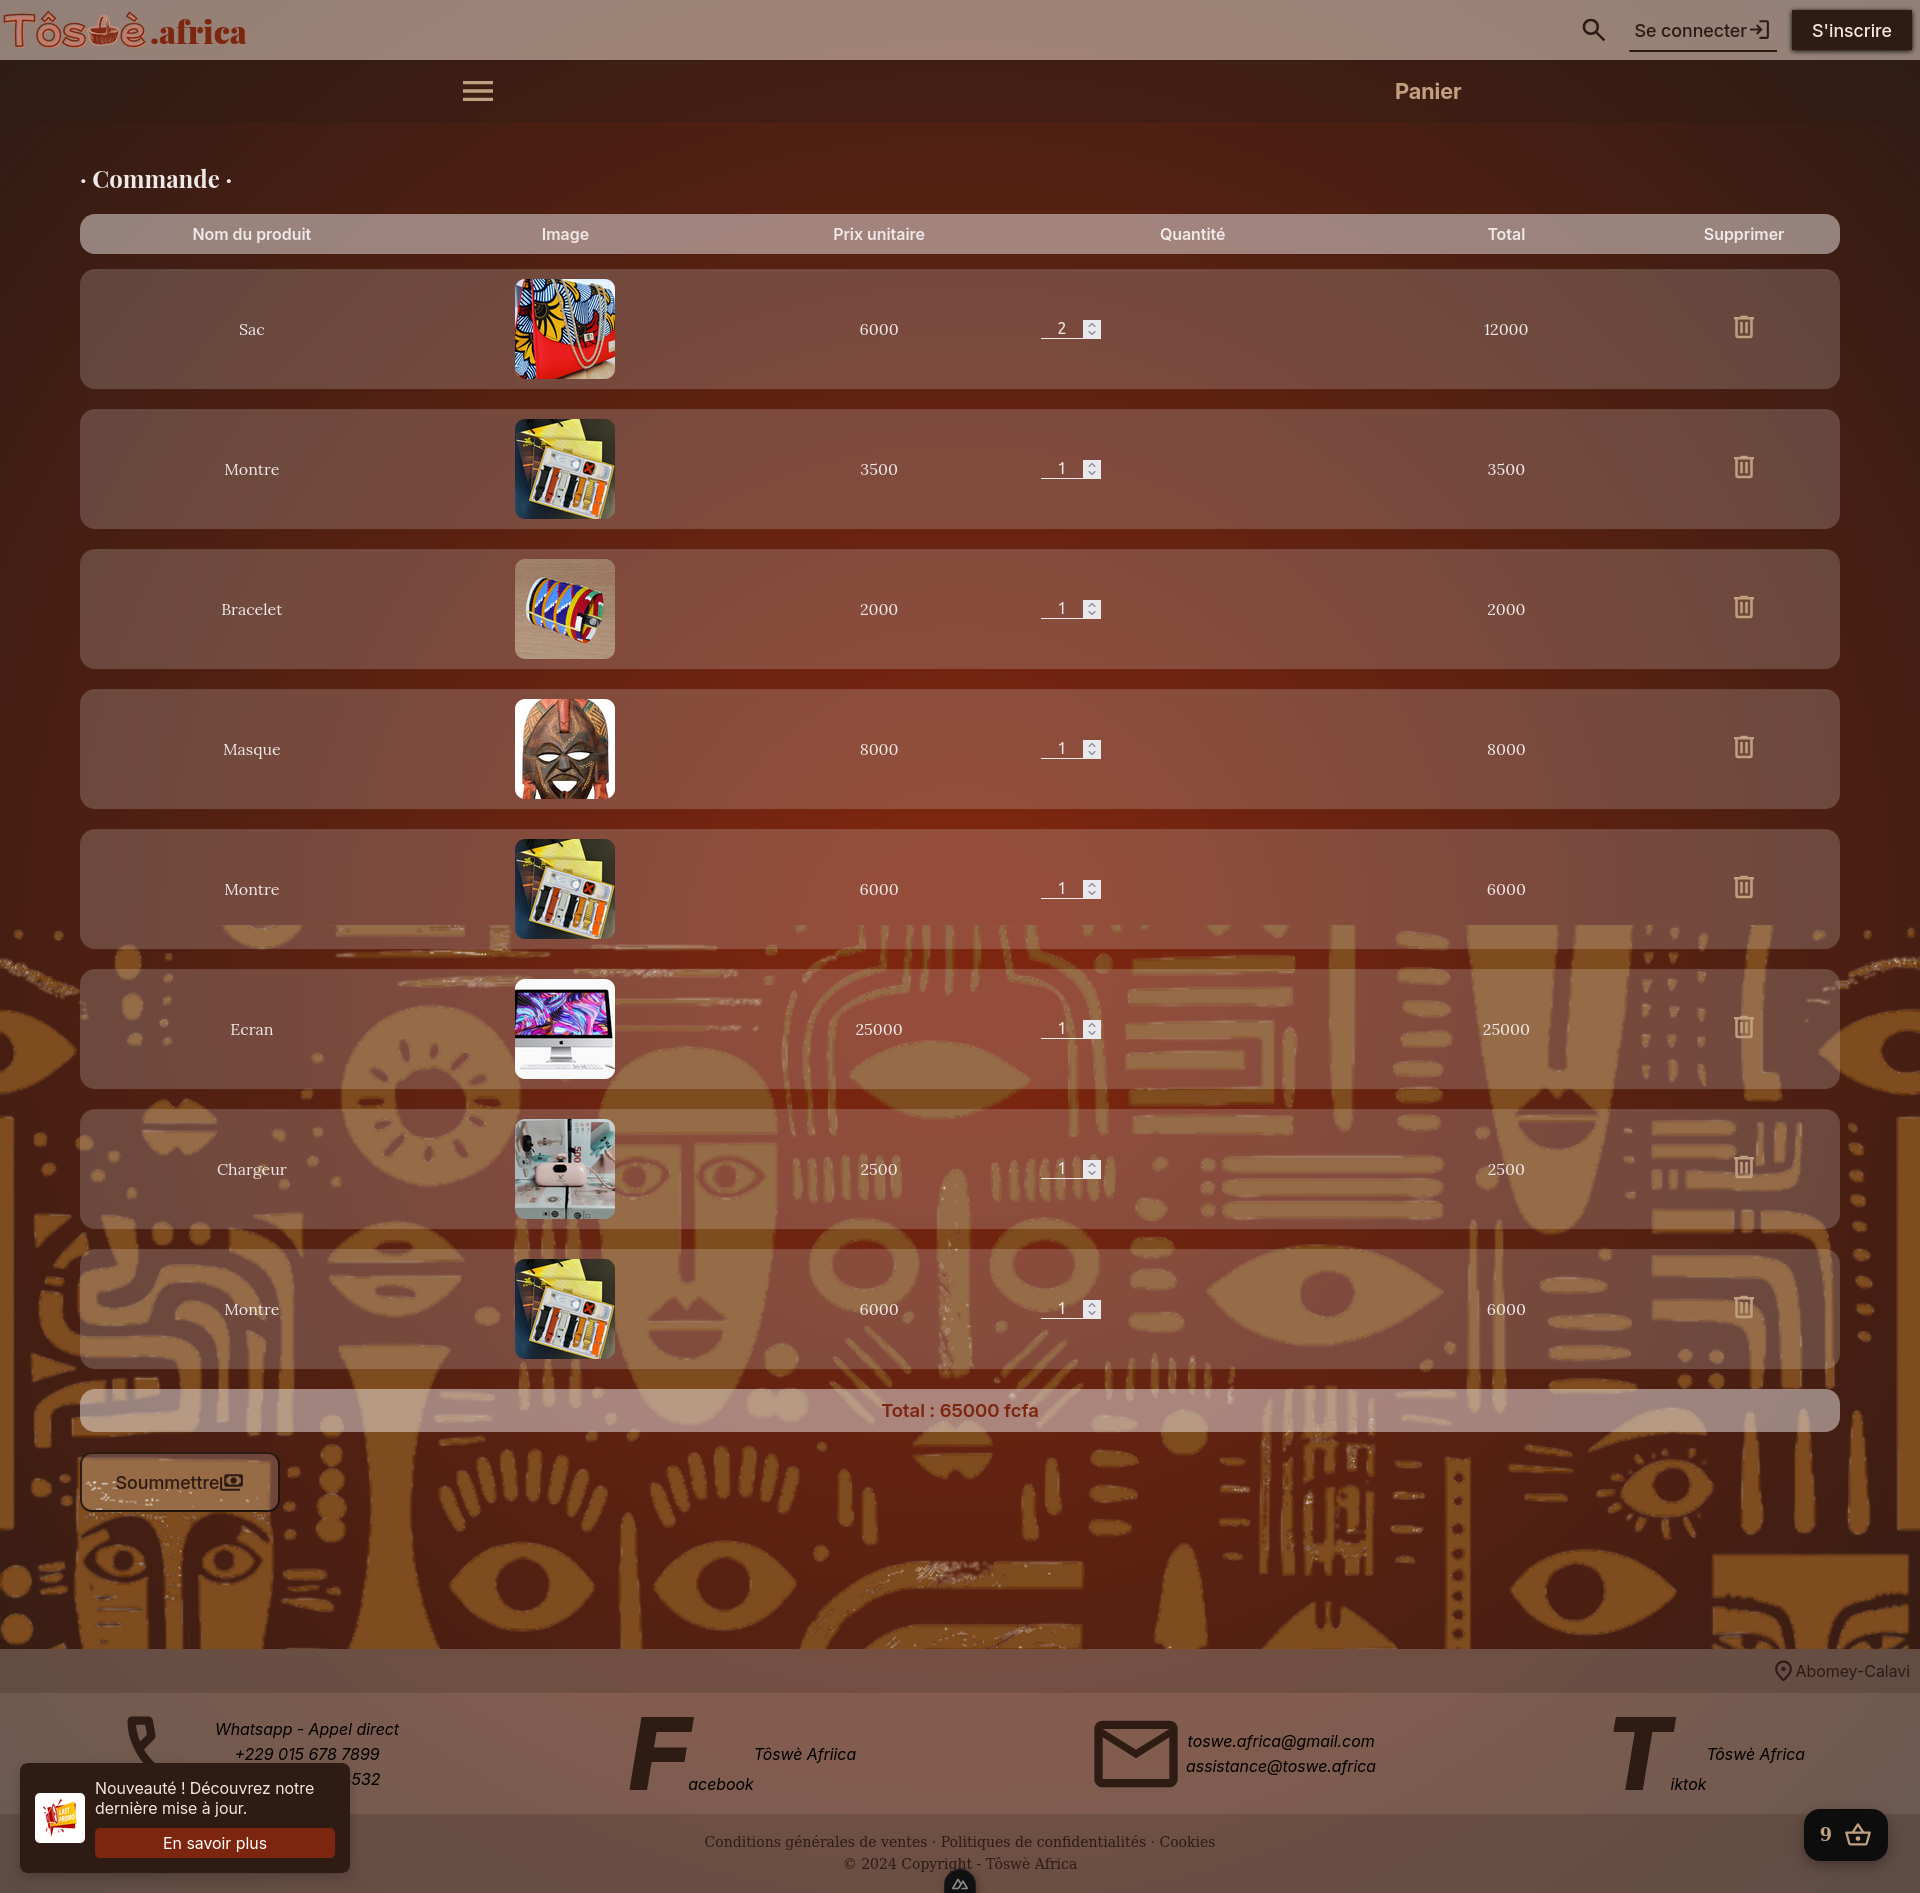 Tôswè.africa
Se connecter
S'inscrire
Panier
· Commande ·
Nom du produit Image Prix unitaire Quantité Total Supprimer
Sac 6000 2 12000
Montre 3500 1 3500
Bracelet 2000 1 2000
Masque 8000 1 8000
Montre 6000 1 6000
Ecran 25000 1 25000
Chargeur 2500 1 2500
Montre 6000 1 6000
Total : 65000 fcfa
Soummettre
Abomey-Calavi
Whatsapp - Appel direct
+229 015 678 7899
532
Facebook
Tôswè Afriica
toswe.africa@gmail.com
assistance@toswe.africa
Tiktok
Tôswè Africa
Nouveauté ! Découvrez notre
dernière mise à jour.
En savoir plus
9
Conditions générales de ventes · Politiques de confidentialités · Cookies
© 2024 Copyright - Tôswè Africa